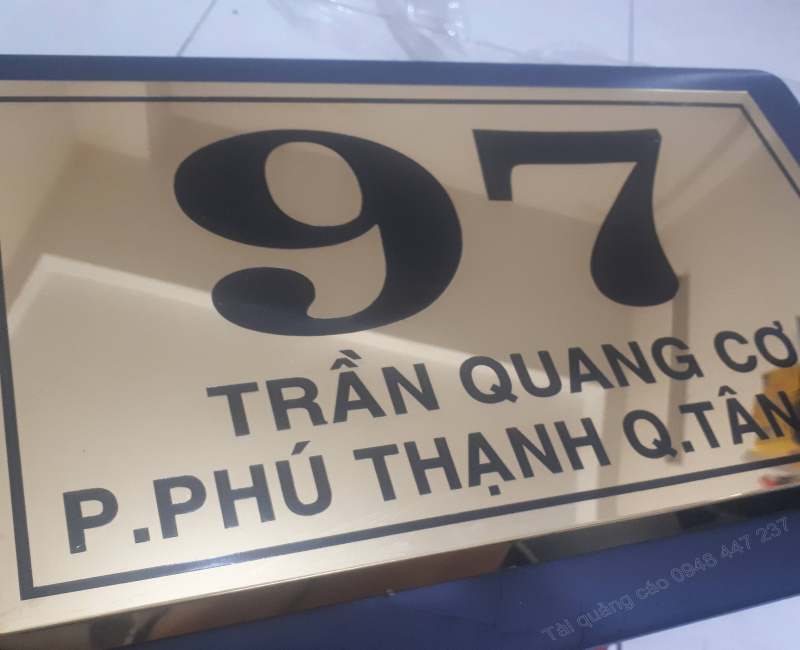 97
TRẦN QUANG CƠ
P.PHÚ THẠNH Q.TÂN
Tài quảng cáo 0948 447 237